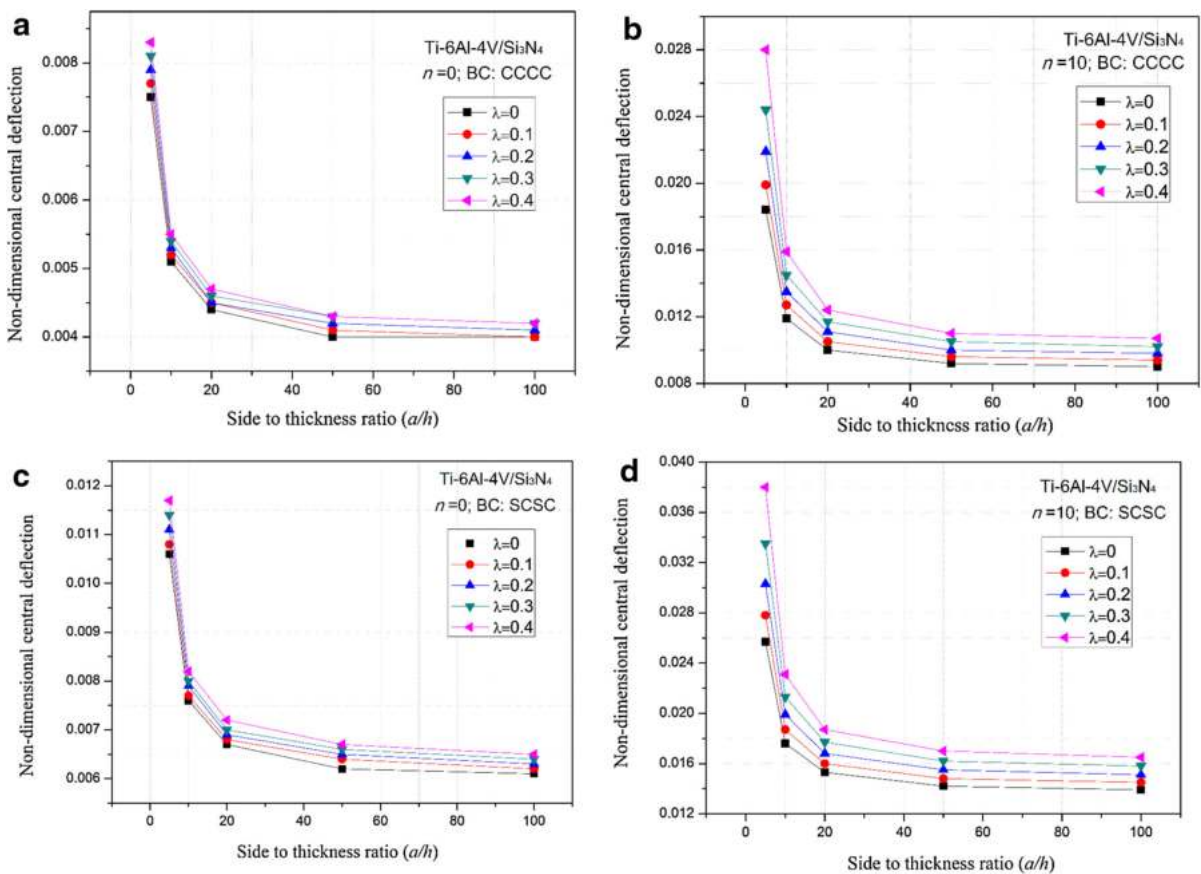 a
Ti-6Al-4V/Si₃N₄
n=0; BC: CCCC
λ=0
λ=0.1
λ=0.2
λ=0.3
λ=0.4
0.008
0.007
0.006
0.005
0.004
Non-dimensional central deflection
0 20 40 60 80 100
Side to thickness ratio (a/h)
b
Ti-6Al-4V/Si₃N₄
n=10; BC: CCCC
λ=0
λ=0.1
λ=0.2
λ=0.3
λ=0.4
0.028
0.024
0.020
0.016
0.012
0.008
Non-dimensional central deflection
0 20 40 60 80 100
Side to thickness ratio (a/h)
c
Ti-6Al-4V/Si₃N₄
n=0; BC: SCSC
λ=0
λ=0.1
λ=0.2
λ=0.3
λ=0.4
0.012
0.011
0.010
0.009
0.008
0.007
0.006
Non-dimensional central deflection
0 20 40 60 80 100
Side to thickness ratio (a/h)
d
Ti-6Al-4V/Si₃N₄
n=10; BC: SCSC
λ=0
λ=0.1
λ=0.2
λ=0.3
λ=0.4
0.040
0.036
0.032
0.028
0.024
0.020
0.016
0.012
Non-dimensional central deflection
0 20 40 60 80 100
Side to thickness ratio (a/h)